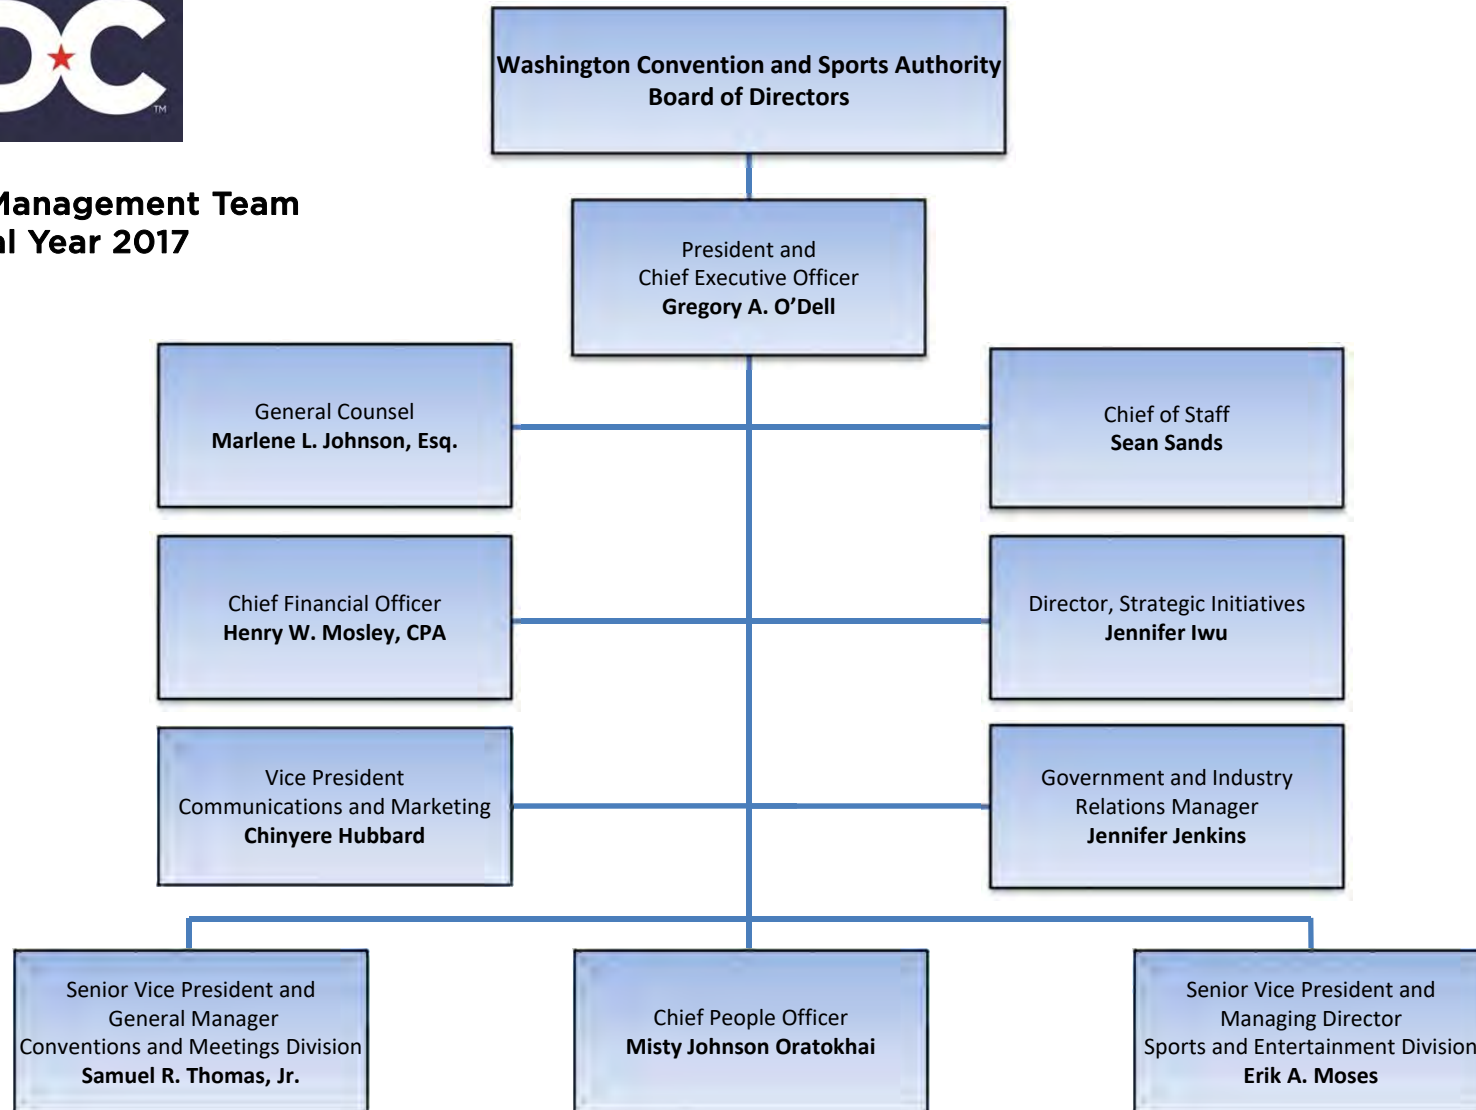 DC
TM
Washington Convention and Sports Authority
Board of Directors
Management Team
Year 2017
President and
Chief Executive Officer
Gregory A. O’Dell
General Counsel
Marlene L. Johnson, Esq.
Chief of Staff
Sean Sands
Chief Financial Officer
Henry W. Mosley, CPA
Director, Strategic Initiatives
Jennifer Iwu
Vice President
Communications and Marketing
Chinyere Hubbard
Government and Industry
Relations Manager
Jennifer Jenkins
Senior Vice President and
General Manager
Conventions and Meetings Division
Samuel R. Thomas, Jr.
Chief People Officer
Misty Johnson Oratokhai
Senior Vice President and
Managing Director
Sports and Entertainment Division
Erik A. Moses